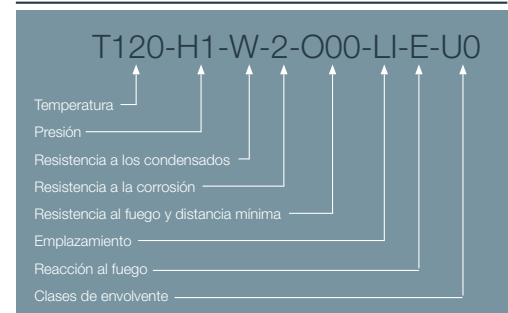 T120-H1-W-2-O00-LI-E-U0
Temperatura
Presión
Resistencia a los condensados
Resistencia a la corrosión
Resistencia al fuego y distancia mínima
Emplazamiento
Reacción al fuego
Clases de envolvente